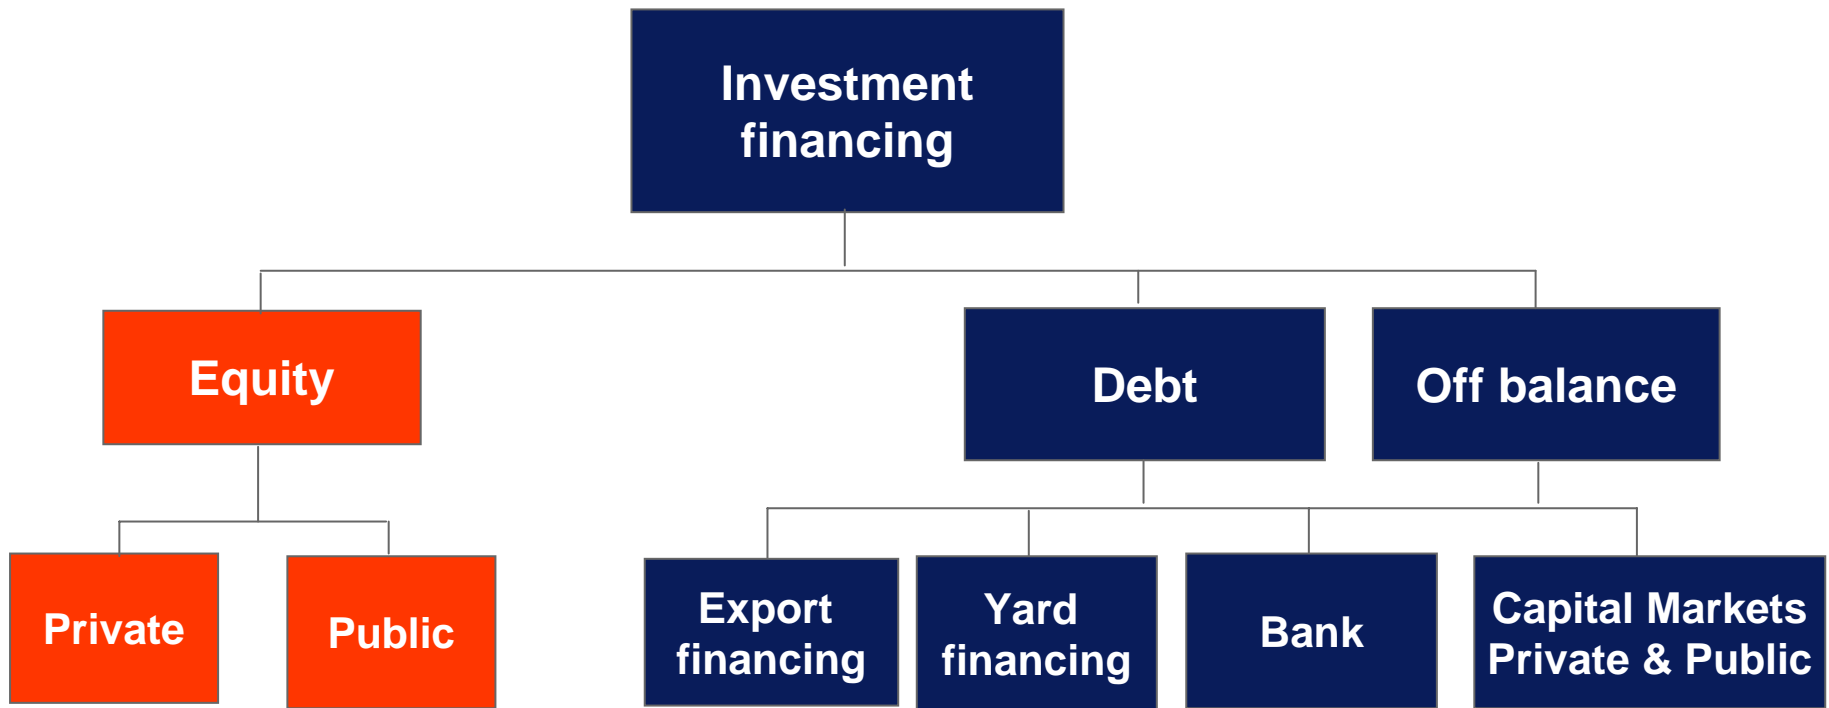 Investment
financing
Equity
Debt
Off balance
Private
Public
Export
financing
Yard
financing
Bank
Capital Markets
Private & Public